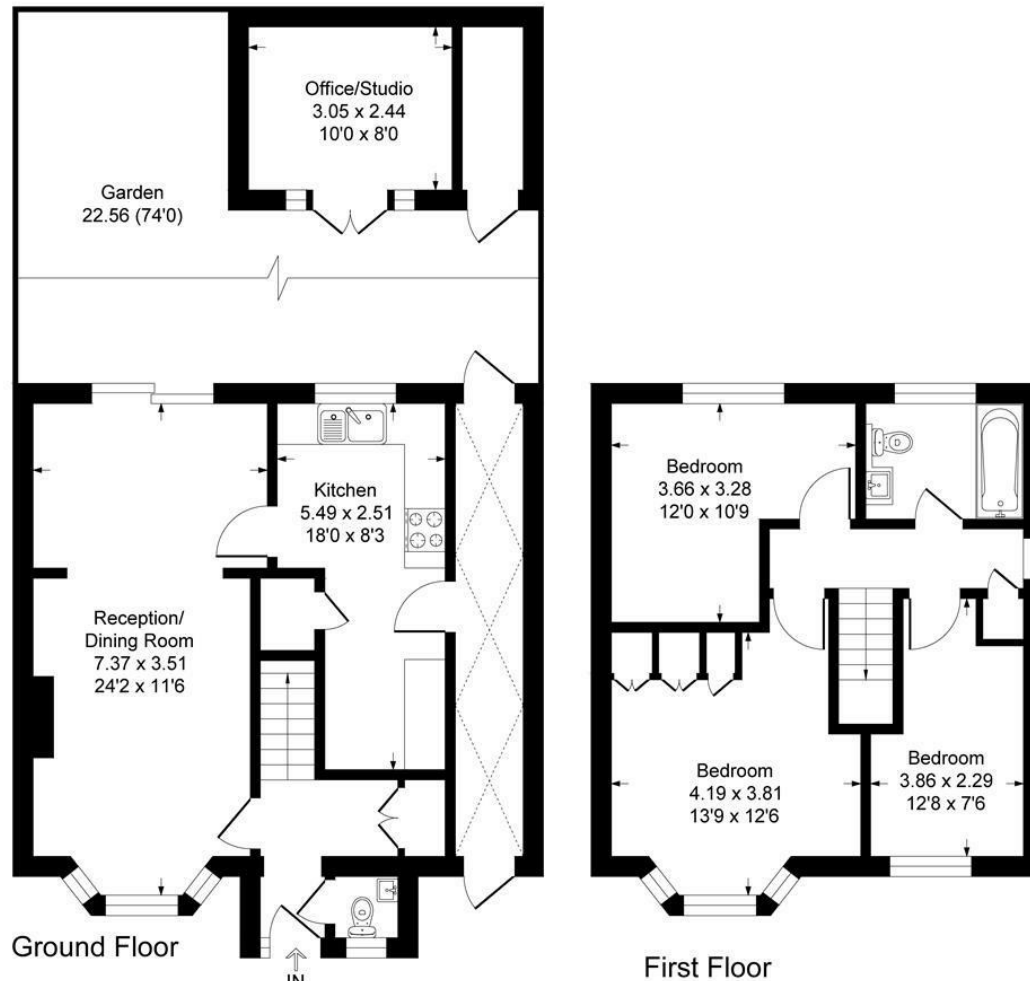 Office/Studio
3.05 x 2.44
10'0 x 8'0
Garden
22.56 (74'0)
Kitchen
5.49 x 2.51
18'0 x 8'3
Reception/
Dining Room
7.37 x 3.51
24'2 x 11'6
Ground Floor
IN
Bedroom
3.66 x 3.28
12'0 x 10'9
Bedroom
4.19 x 3.81
13'9 x 12'6
Bedroom
3.86 x 2.29
12'8 x 7'6
First Floor